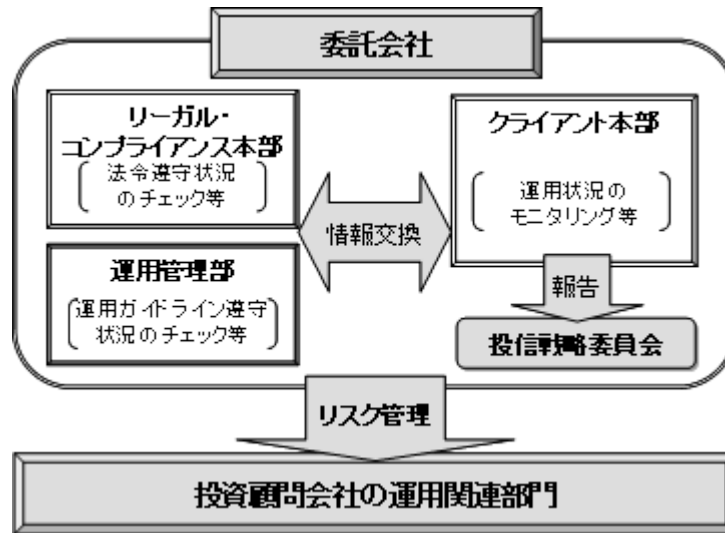 委託会社
リーガル・
コンプライアンス本部
法令遵守状況
のチェック等
クライアント本部
運用状況の
モニタリング等
情報交換
運用管理部
運用ガイドライン遵守
状況のチェック等
報告
投信戦略委員会
リスク管理
投資顧問会社の運用関連部門